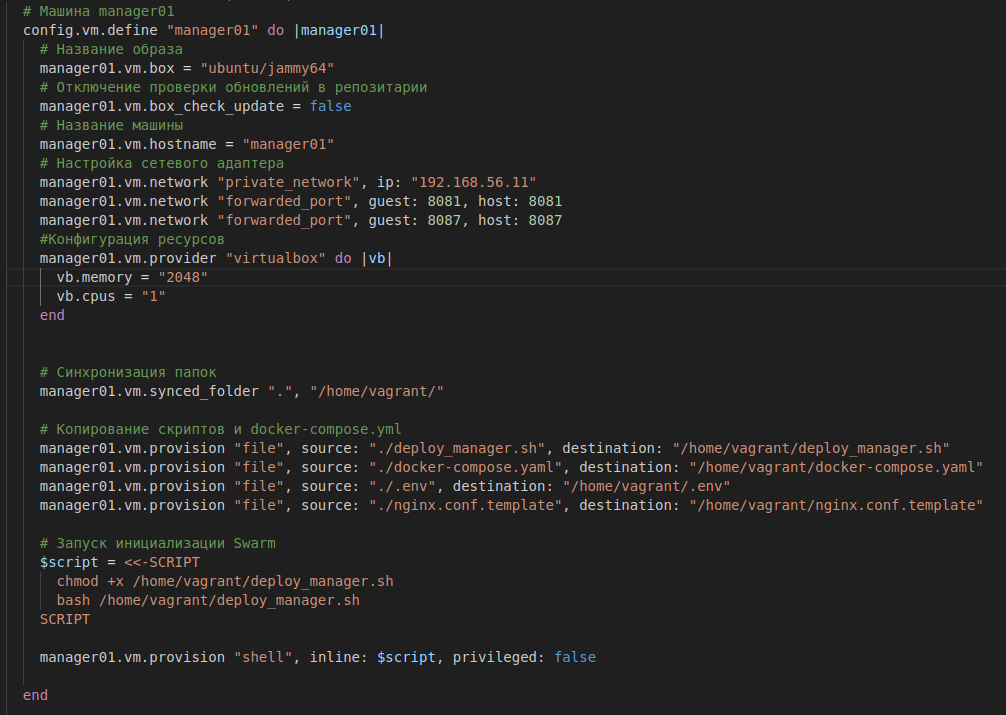 # Машина manager01
config.vm.define "manager01" do |manager01|
# Название образа
manager01.vm.box = "ubuntu/jammy64"
# Отключение проверки обновлений в репозитарии
manager01.vm.box_check_update = false
# Название машины
manager01.vm.hostname = "manager01"
# Настройка сетевого адаптера
manager01.vm.network "private_network", ip: "192.168.56.11"
manager01.vm.network "forwarded_port", guest: 8081, host: 8081
manager01.vm.network "forwarded_port", guest: 8087, host: 8087
#Конфигурация ресурсов
manager01.vm.provider "virtualbox" do |vb|
vb.memory = "2048"
vb.cpus = "1"
end
# Синхронизация папок
manager01.vm.synced_folder ".", "/home/vagrant/"
# Копирование скриптов и docker-compose.yml
manager01.vm.provision "file", source: "./deploy_manager.sh", destination: "/home/vagrant/deploy_manager.sh"
manager01.vm.provision "file", source: "./docker-compose.yaml", destination: "/home/vagrant/docker-compose.yaml"
manager01.vm.provision "file", source: "./.env", destination: "/home/vagrant/.env"
manager01.vm.provision "file", source: "./nginx.conf.template", destination: "/home/vagrant/nginx.conf.template"
# Запуск инициализации Swarm
$script = <<-SCRIPT
chmod +x /home/vagrant/deploy_manager.sh
bash /home/vagrant/deploy_manager.sh
SCRIPT
manager01.vm.provision "shell", inline: $script, privileged: false
end